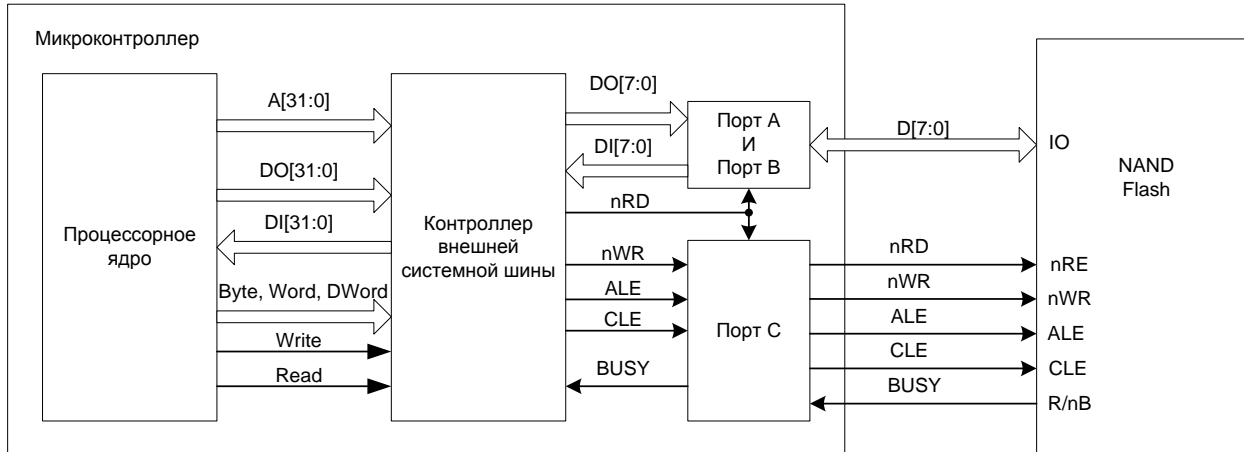 Микроконтроллер
Процессорное
ядро
A[31:0]
DO[31:0]
DI[31:0]
Byte, Word, DWord
Write
Read
Контроллер
внешней
системной шины
DO[7:0]
DI[7:0]
nRD
nWR
ALE
CLE
BUSY
Порт А
И
Порт В
Порт С
D[7:0]
nRD
nWR
ALE
CLE
BUSY
IO
nRE
nWR
ALE
CLE
R/nB
NAND
Flash